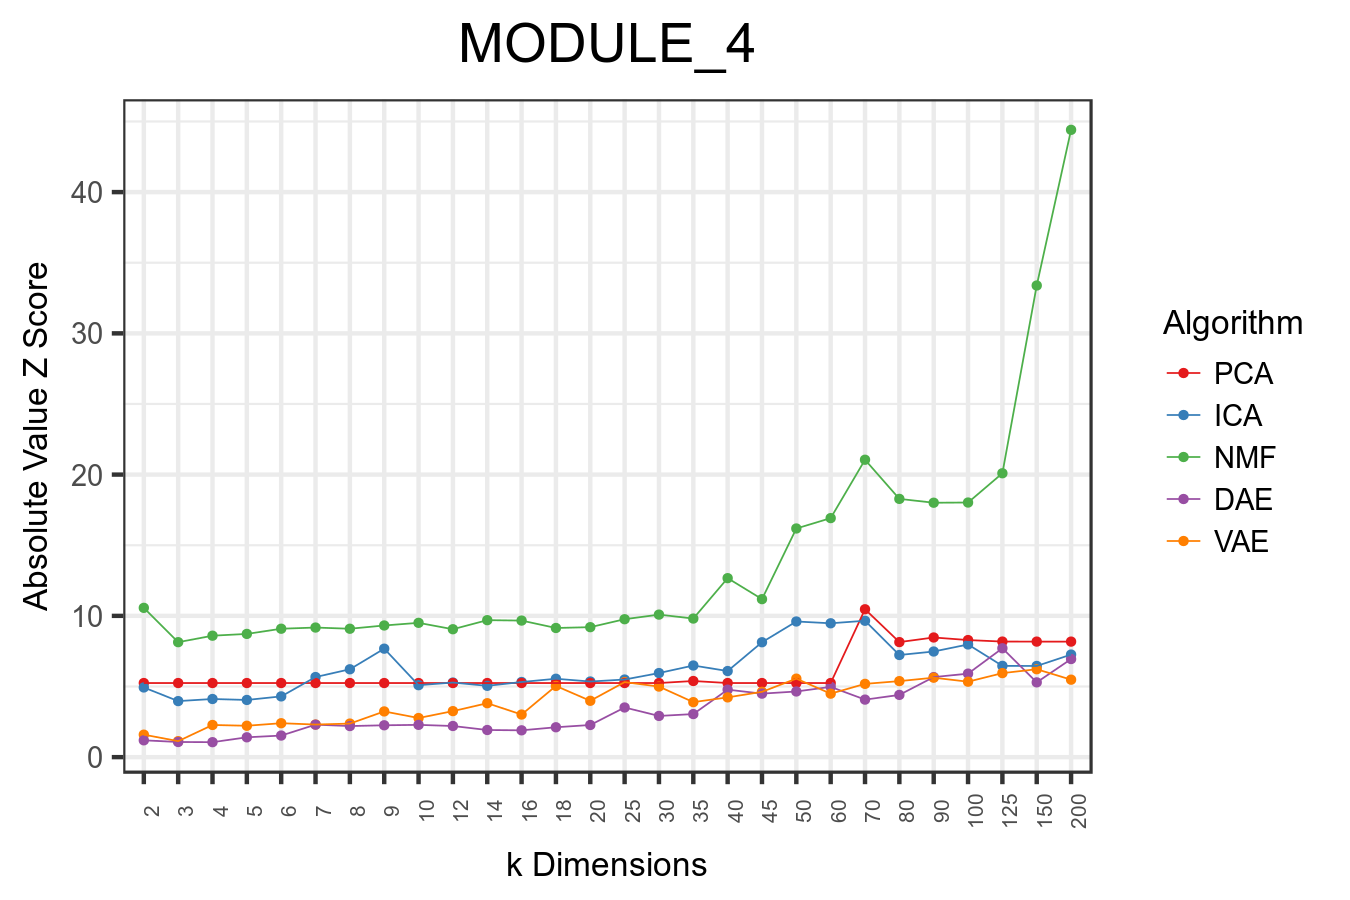 MODULE_4
Absolute Value Z Score
40
30
20
10
0
2 3 4 5 6 7 8 9 10 12 14 16 18 20 25 30 35 40 45 50 60 70 80 90 100 125 150 200
k Dimensions
Algorithm
PCA
ICA
NMF
DAE
VAE